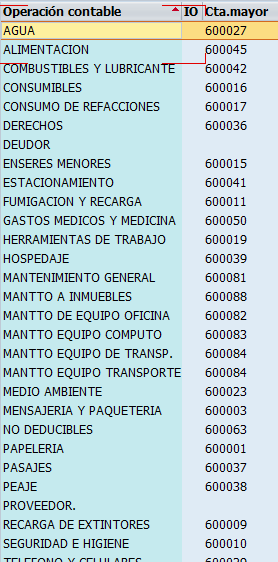 Operación contable IO Cta.mayor
AGUA 600027
ALIMENTACION 600045
COMBUSTIBLES Y LUBRICANTE 600042
CONSUMIBLES 600016
CONSUMO DE REFACCIONES 600017
DERECHOS 600036
DEUDOR
ENSERES MENORES 600015
ESTACIONAMIENTO 600041
FUMIGACION Y RECARGA 600011
GASTOS MEDICOS Y MEDICINA 600050
HERRAMIENTAS DE TRABAJO 600019
HOSPEDAJE 600039
MANTENIMIENTO GENERAL 600081
MANTTO A INMUEBLES 600088
MANTTO DE EQUIPO OFICINA 600082
MANTTO EQUIPO COMPUTO 600083
MANTTO EQUIPO DE TRANSP. 600084
MANTTO EQUIPO TRANSPORTE 600084
MEDIO AMBIENTE 600023
MENSAJERIA Y PAQUETERIA 600003
NO DEDUCIBLES 600063
PAPELERIA 600001
PASAJES 600037
PEAJE 600038
PROVEEDOR.
RECARGA DE EXTINTORES 600009
SEGURIDAD E HIGIENE 600010
TELEFONO Y CELULARES